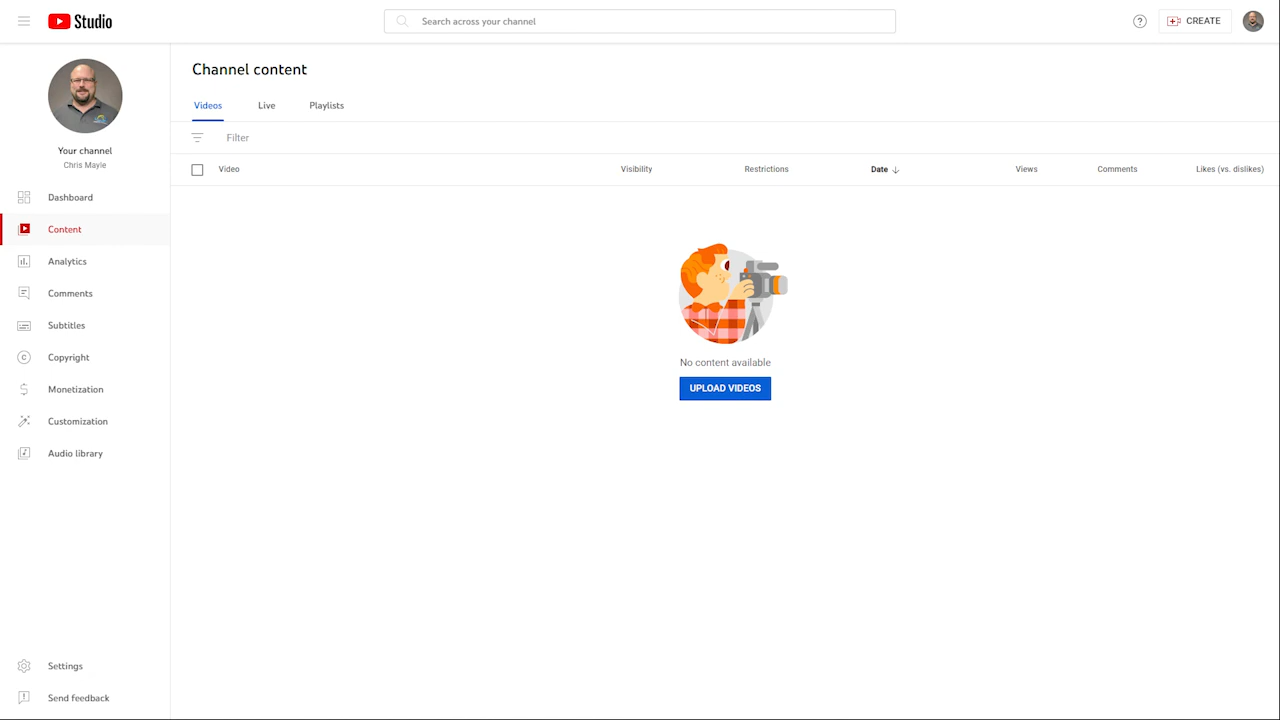 Studio
Search across your channel
CREATE
Channel content
Videos
Live
Playlists
Filter
Video
Visibility
Restrictions
Date
Views
Comments
Likes (vs. dislikes)
Your channel
Chris Mayle
Dashboard
Content
Analytics
Comments
Subtitles
Copyright
Monetization
Customization
Audio library
No content available
UPLOAD VIDEOS
Settings
Send feedback